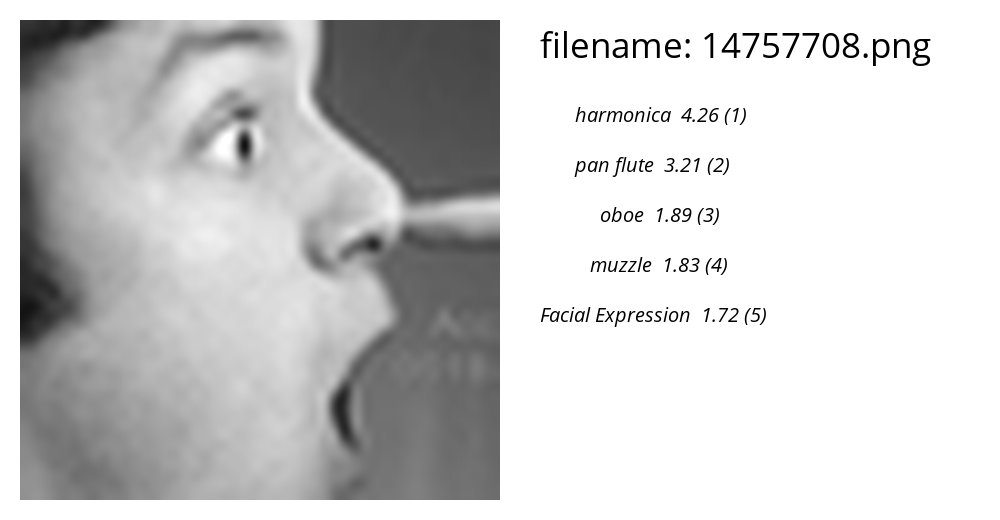 filename: 14757708.png
harmonica 4.26 (1)
pan flute 3.21 (2)
oboe 1.89 (3)
muzzle 1.83 (4)
Facial Expression 1.72 (5)